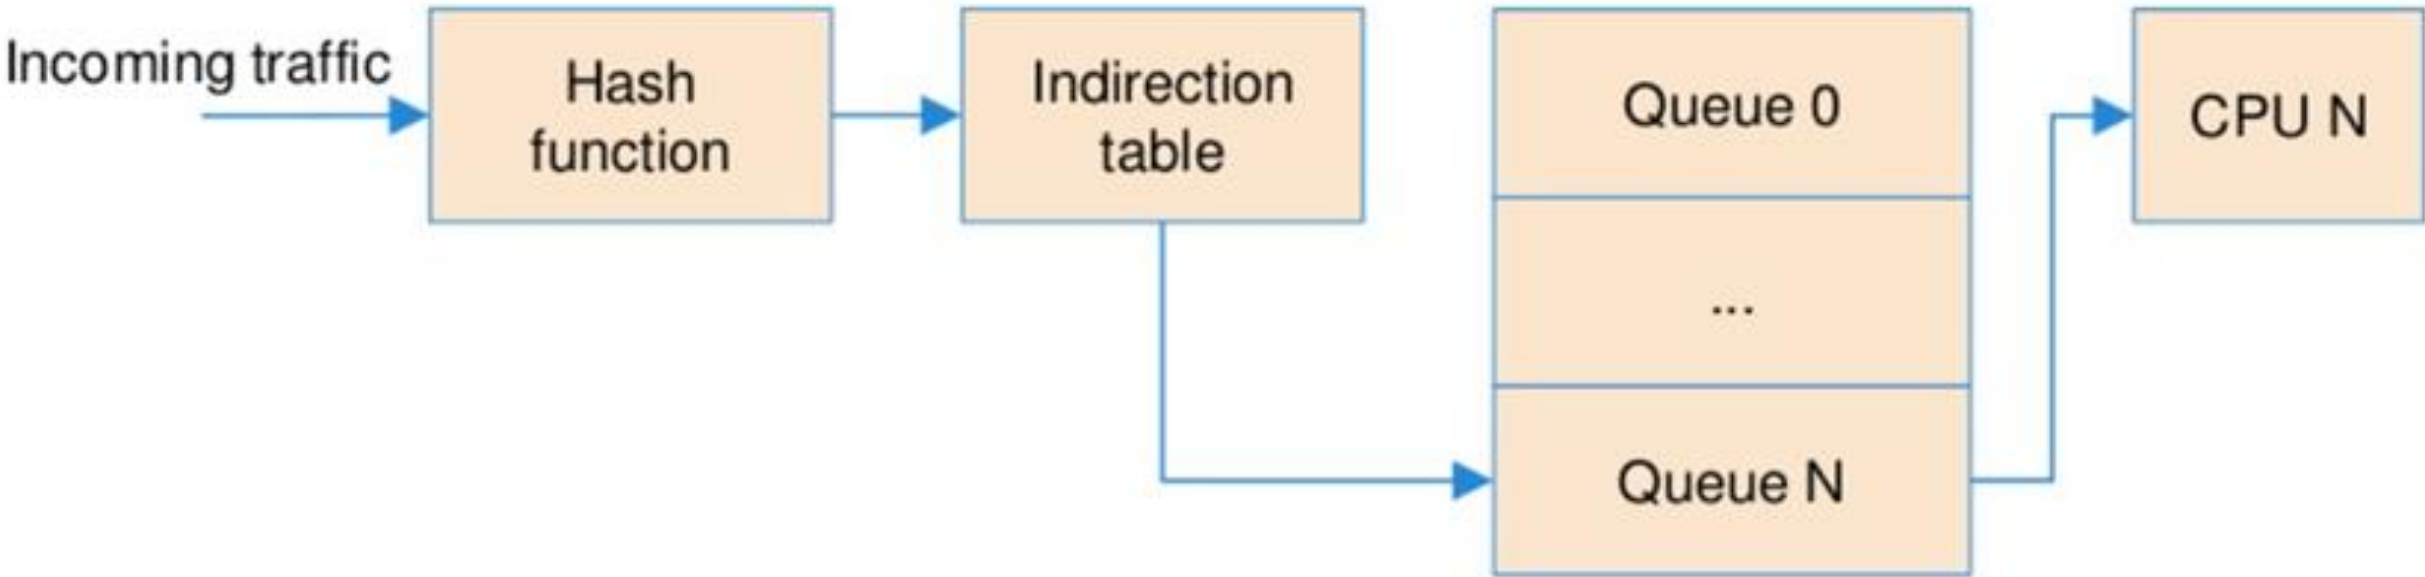 Incoming traffic
Hash
function
Indirection
table
Queue 0
...
Queue N
CPU N